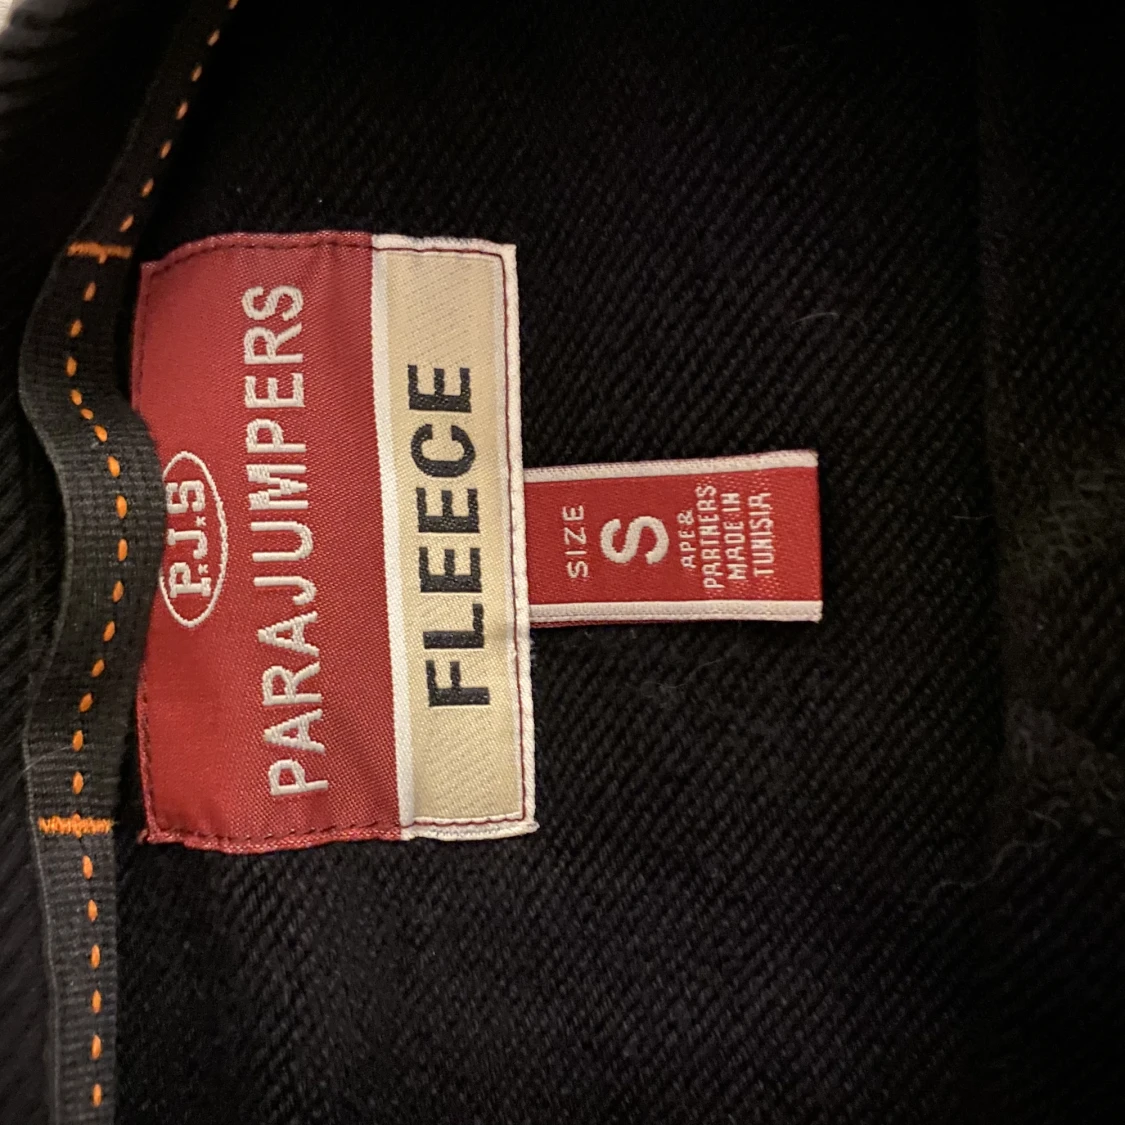 P.J.S
PARAJUMPERS
FLEECE
SIZE
S
APE &
PARTNERS
MADE IN
TUNISIA